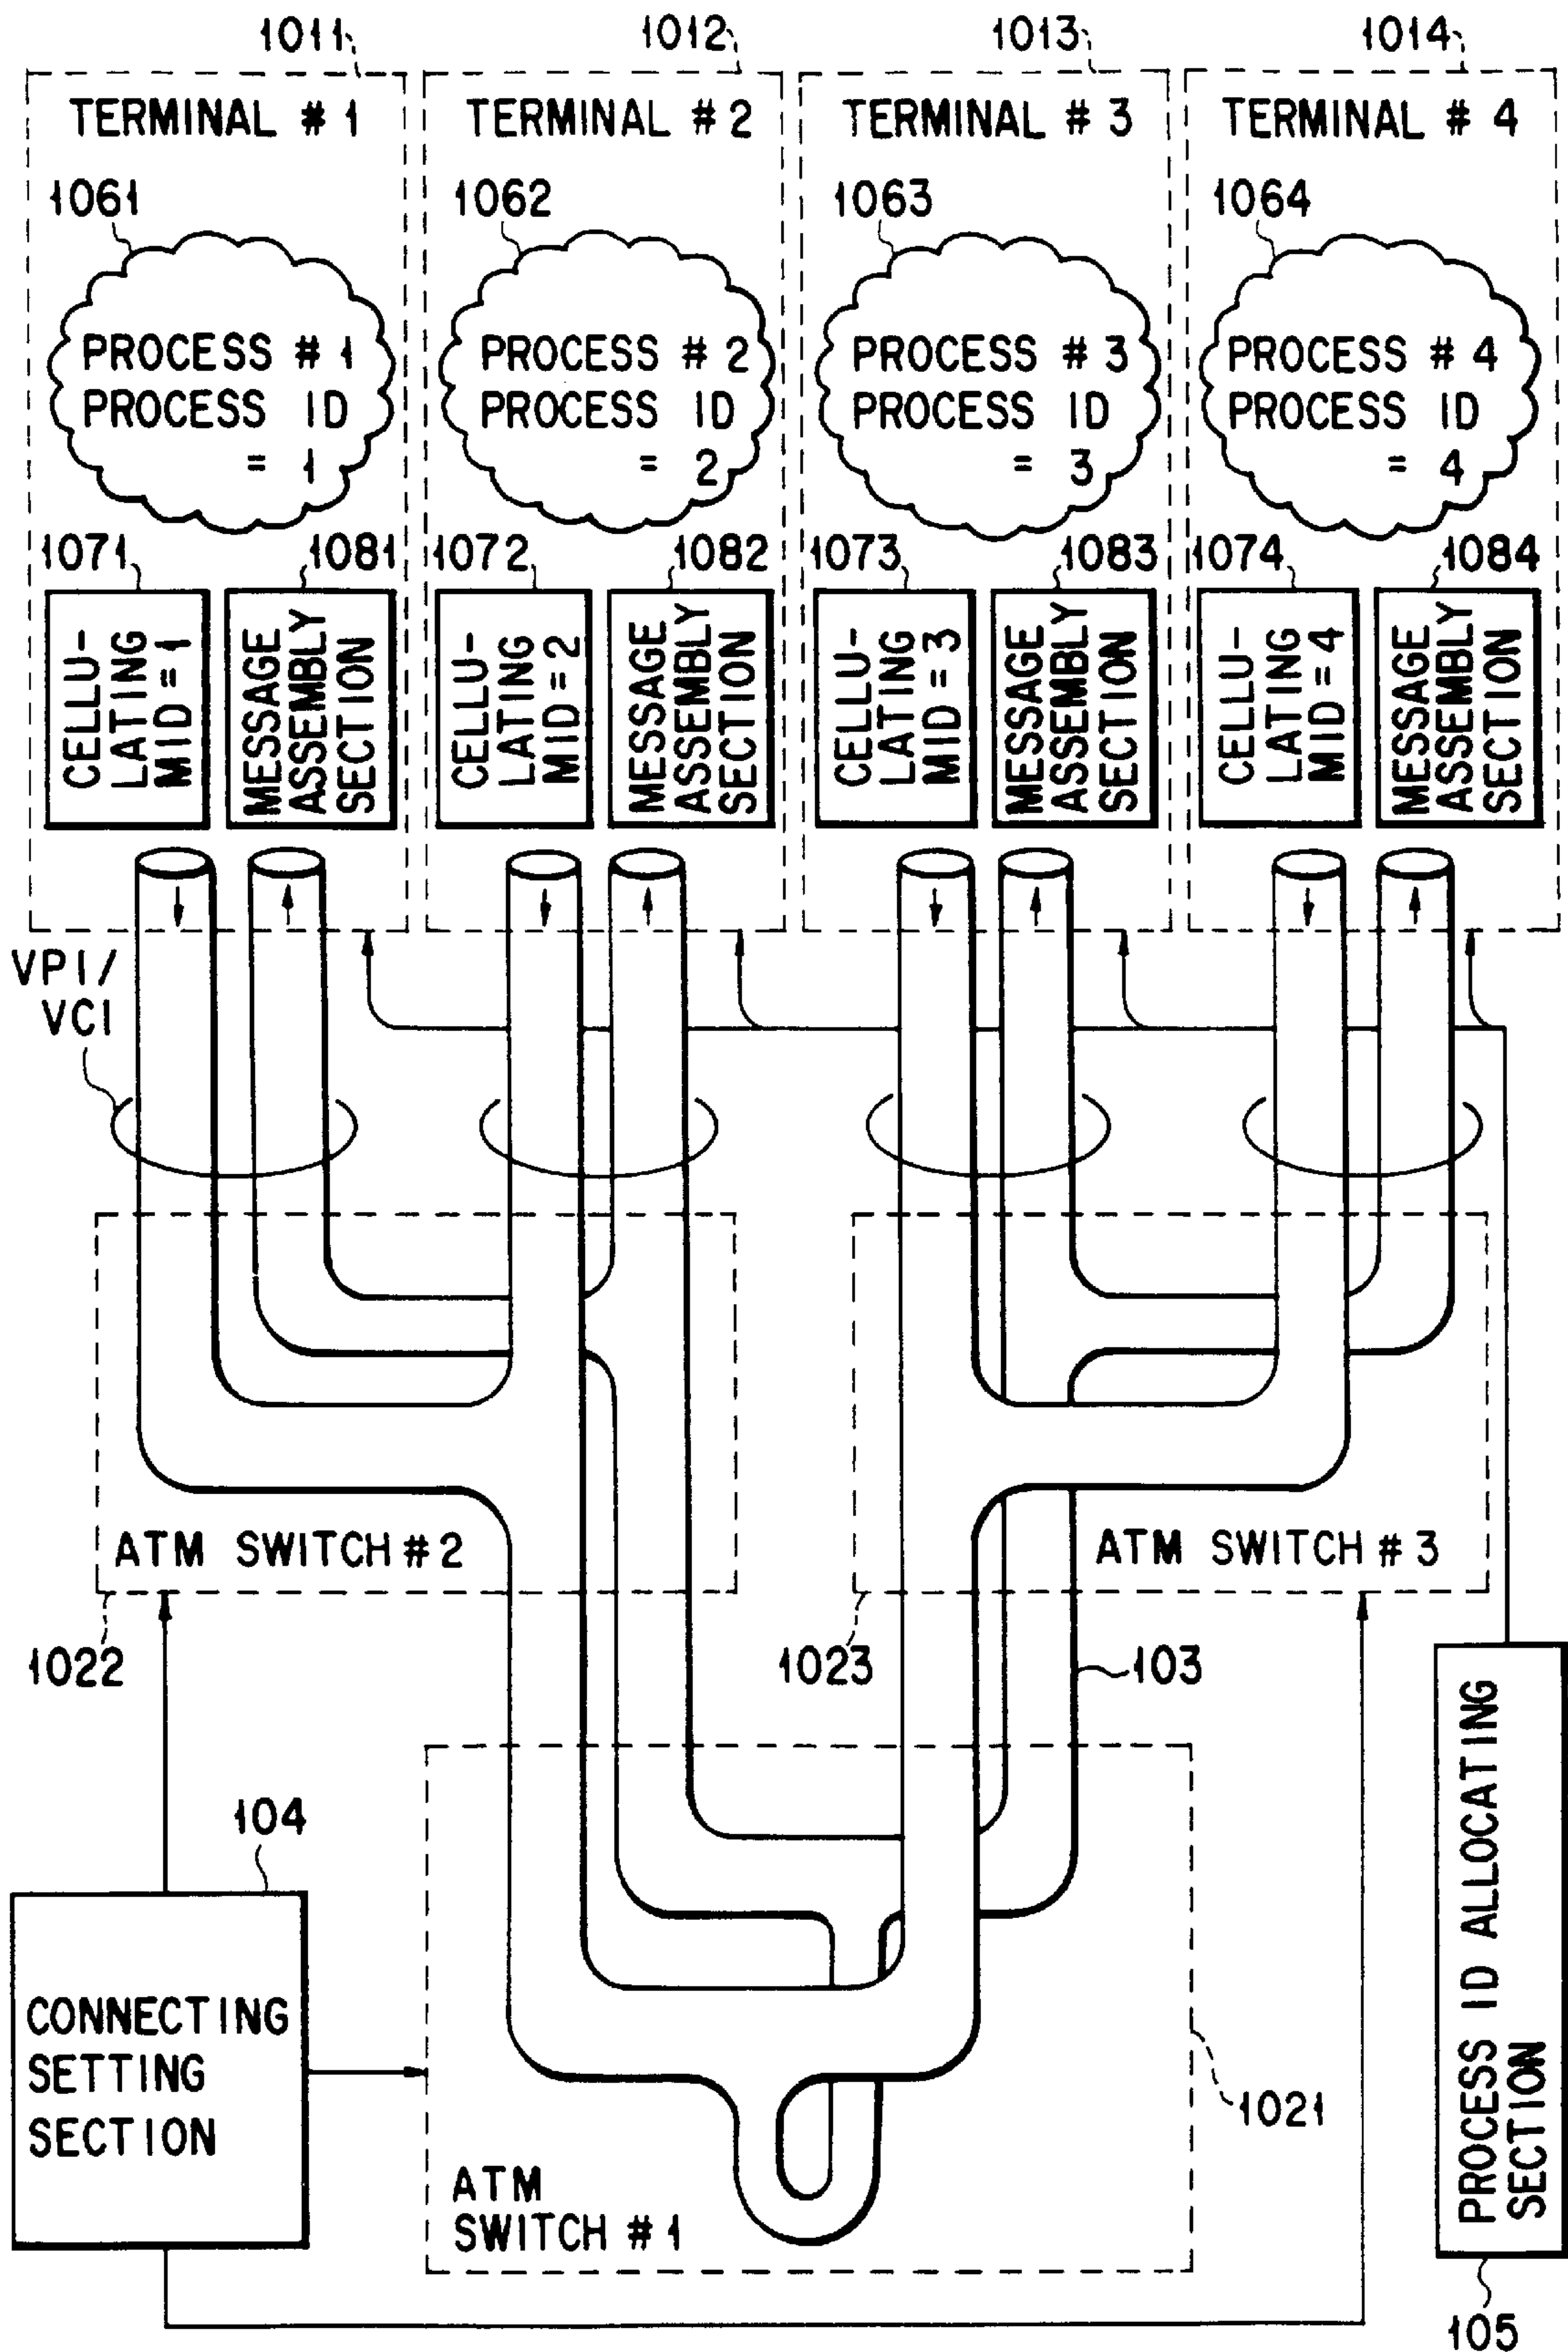 1011
1012
1013
1014
TERMINAL #1
TERMINAL #2
TERMINAL #3
TERMINAL #4
1061
1062
1063
1064
PROCESS #1
PROCESS ID
= 1
PROCESS #2
PROCESS ID
= 2
PROCESS #3
PROCESS ID
= 3
PROCESS #4
PROCESS ID
= 4
1071
1081
1072
1082
1073
1083
1074
1084
CELLU-
LATING
MID=1
MESSAGE
ASSEMBLY
SECTION
CELLU-
LATING
MID=2
MESSAGE
ASSEMBLY
SECTION
CELLU-
LATING
MID=3
MESSAGE
ASSEMBLY
SECTION
CELLU-
LATING
MID=4
MESSAGE
ASSEMBLY
SECTION
VPI/
VCI
ATM SWITCH #2
ATM SWITCH #3
1022
1023
103
104
CONNECTING
SETTING
SECTION
PROCESS ID ALLOCATING
SECTION
1021
ATM
SWITCH #1
105